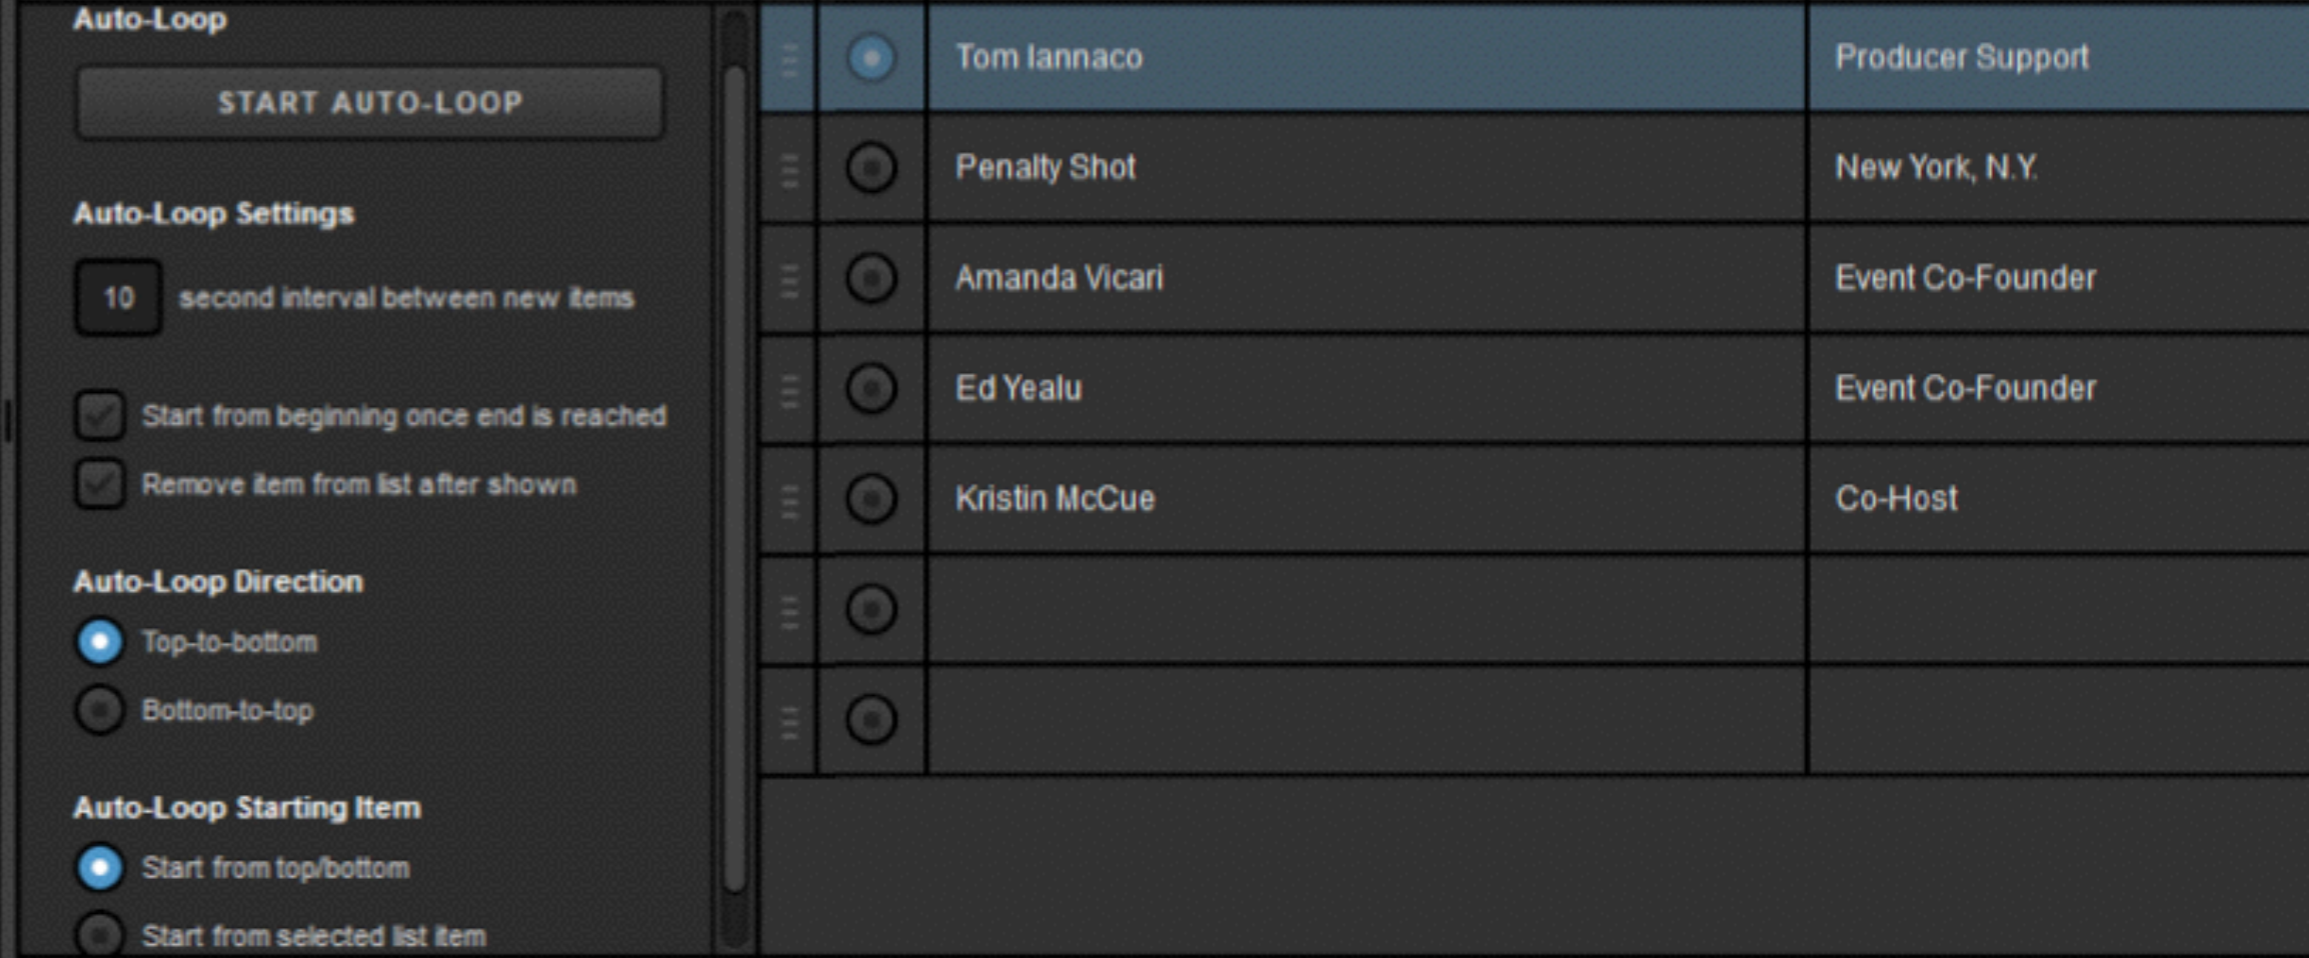 Auto-Loop
START AUTO-LOOP
Auto-Loop Settings
10 second interval between new items
Start from beginning once end is reached
Remove item from list after shown
Auto-Loop Direction
Top-to-bottom
Bottom-to-top
Auto-Loop Starting Item
Start from top/bottom
Start from selected list item
Tom Iannaco Producer Support
Penalty Shot New York, N.Y.
Amanda Vicari Event Co-Founder
Ed Yealu Event Co-Founder
Kristin McCue Co-Host